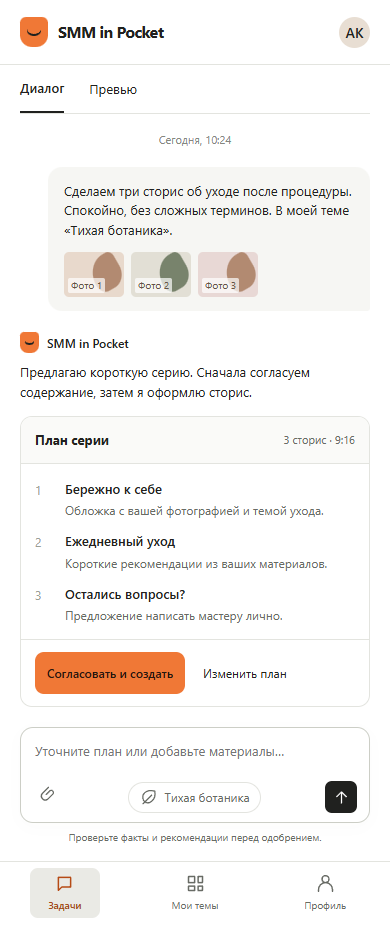 SMM in Pocket
АК
Диалог
Превью
Сегодня, 10:24
Сделаем три сторис об уходе после процедуры.
Спокойно, без сложных терминов. В моей теме
«Тихая ботаника».
Фото 1
Фото 2
Фото 3
SMM in Pocket
Предлагаю короткую серию. Сначала согласуем
содержание, затем я оформлю сторис.
План серии
3 сторис · 9:16
1
Бережно к себе
Обложка с вашей фотографией и темой ухода.
2
Ежедневный уход
Короткие рекомендации из ваших материалов.
3
Остались вопросы?
Предложение написать мастеру лично.
Согласовать и создать
Изменить план
Уточните план или добавьте материалы...
Тихая ботаника
Проверьте факты и рекомендации перед одобрением.
Задачи
Мои темы
Профиль